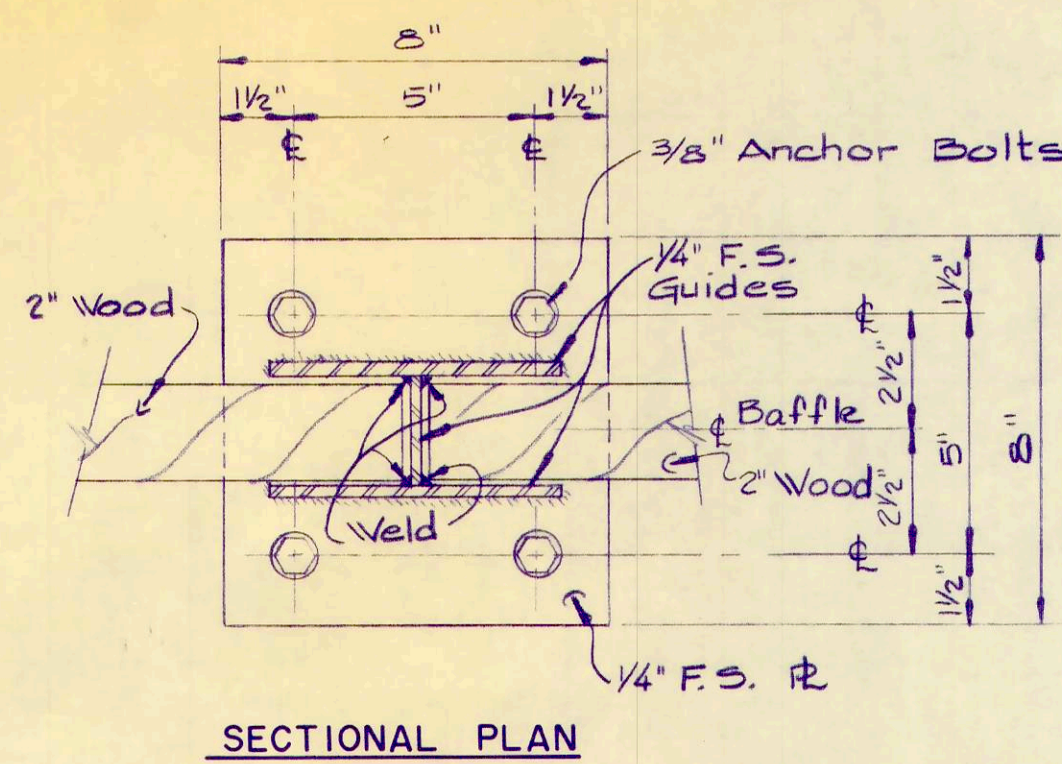 8"
1½" 5" 1½"
℄ ℄
3/8" Anchor Bolts
1/4" F.S.
Guides
2" Wood
1½"
℄
2½"
℄ Baffle
5"
8"
2" Wood
2½"
Weld
℄
1½"
1/4" F.S. ℙL
SECTIONAL PLAN